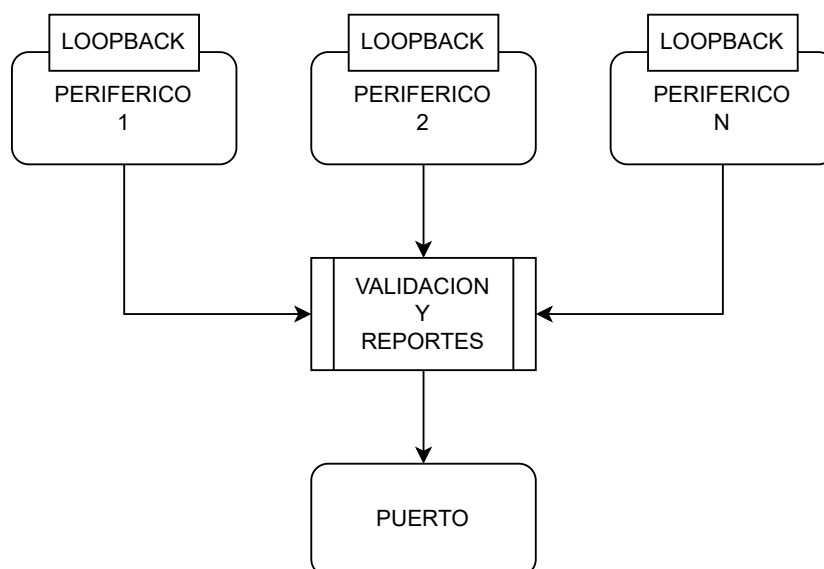 LOOPBACK
PERIFERICO
1
LOOPBACK
PERIFERICO
2
LOOPBACK
PERIFERICO
N
VALIDACION
Y
REPORTES
PUERTO